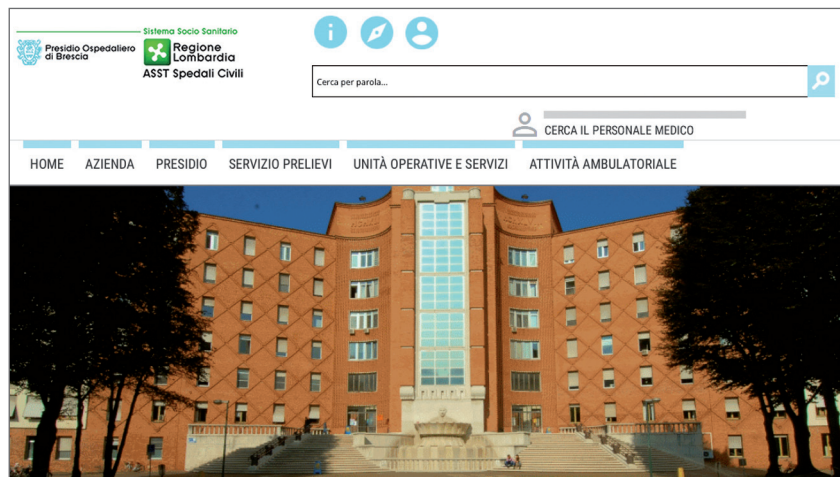 Sistema Socio Sanitario
Presidio Ospedaliero
di Brescia
Regione
Lombardia
ASST Spedali Civili
i
Cerca per parola...
CERCA IL PERSONALE MEDICO
HOME AZIENDA PRESIDIO SERVIZIO PRELIEVI UNITÀ OPERATIVE E SERVIZI ATTIVITÀ AMBULATORIALE